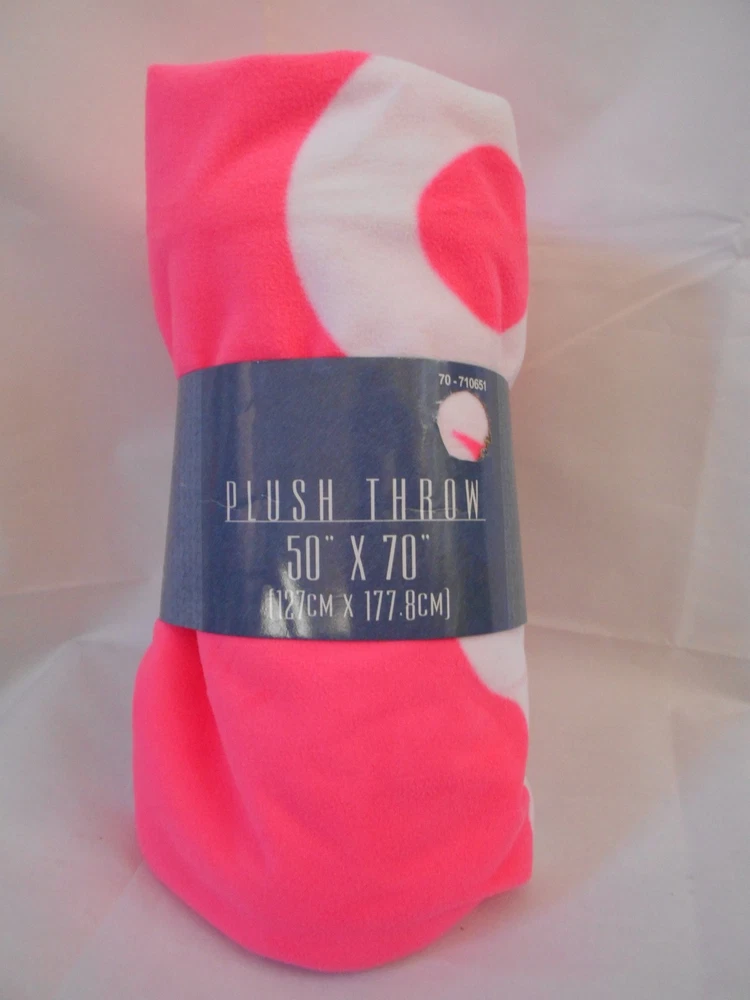 70-710651
PLUSH THROW
50" X 70"
(127CM X 177.8CM)